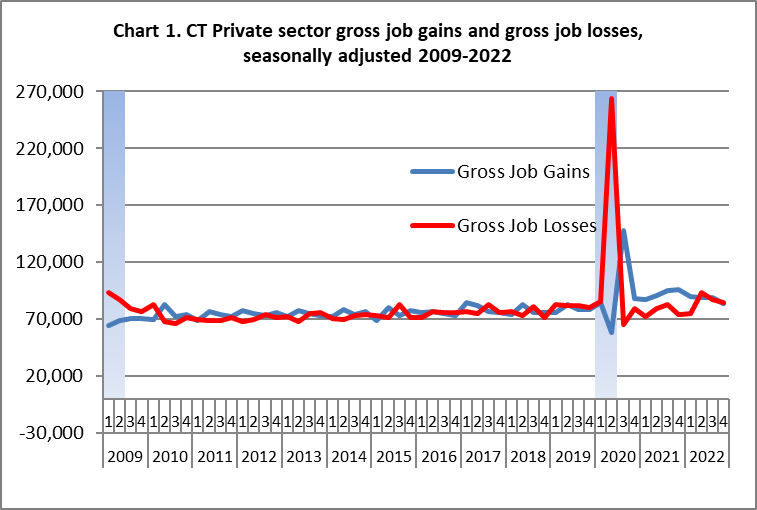 Chart 1. CT Private sector gross job gains and gross job losses,
seasonally adjusted 2009-2022
270,000
220,000
170,000
120,000
70,000
20,000
-30,000
Gross Job Gains
Gross Job Losses
1 2 3 4 1 2 3 4 1 2 3 4 1 2 3 4 1 2 3 4 1 2 3 4 1 2 3 4 1 2 3 4 1 2 3 4 1 2 3 4 1 2 3 4 1 2 3 4 1 2 3 4 1 2 3 4
2009 2010 2011 2012 2013 2014 2015 2016 2017 2018 2019 2020 2021 2022